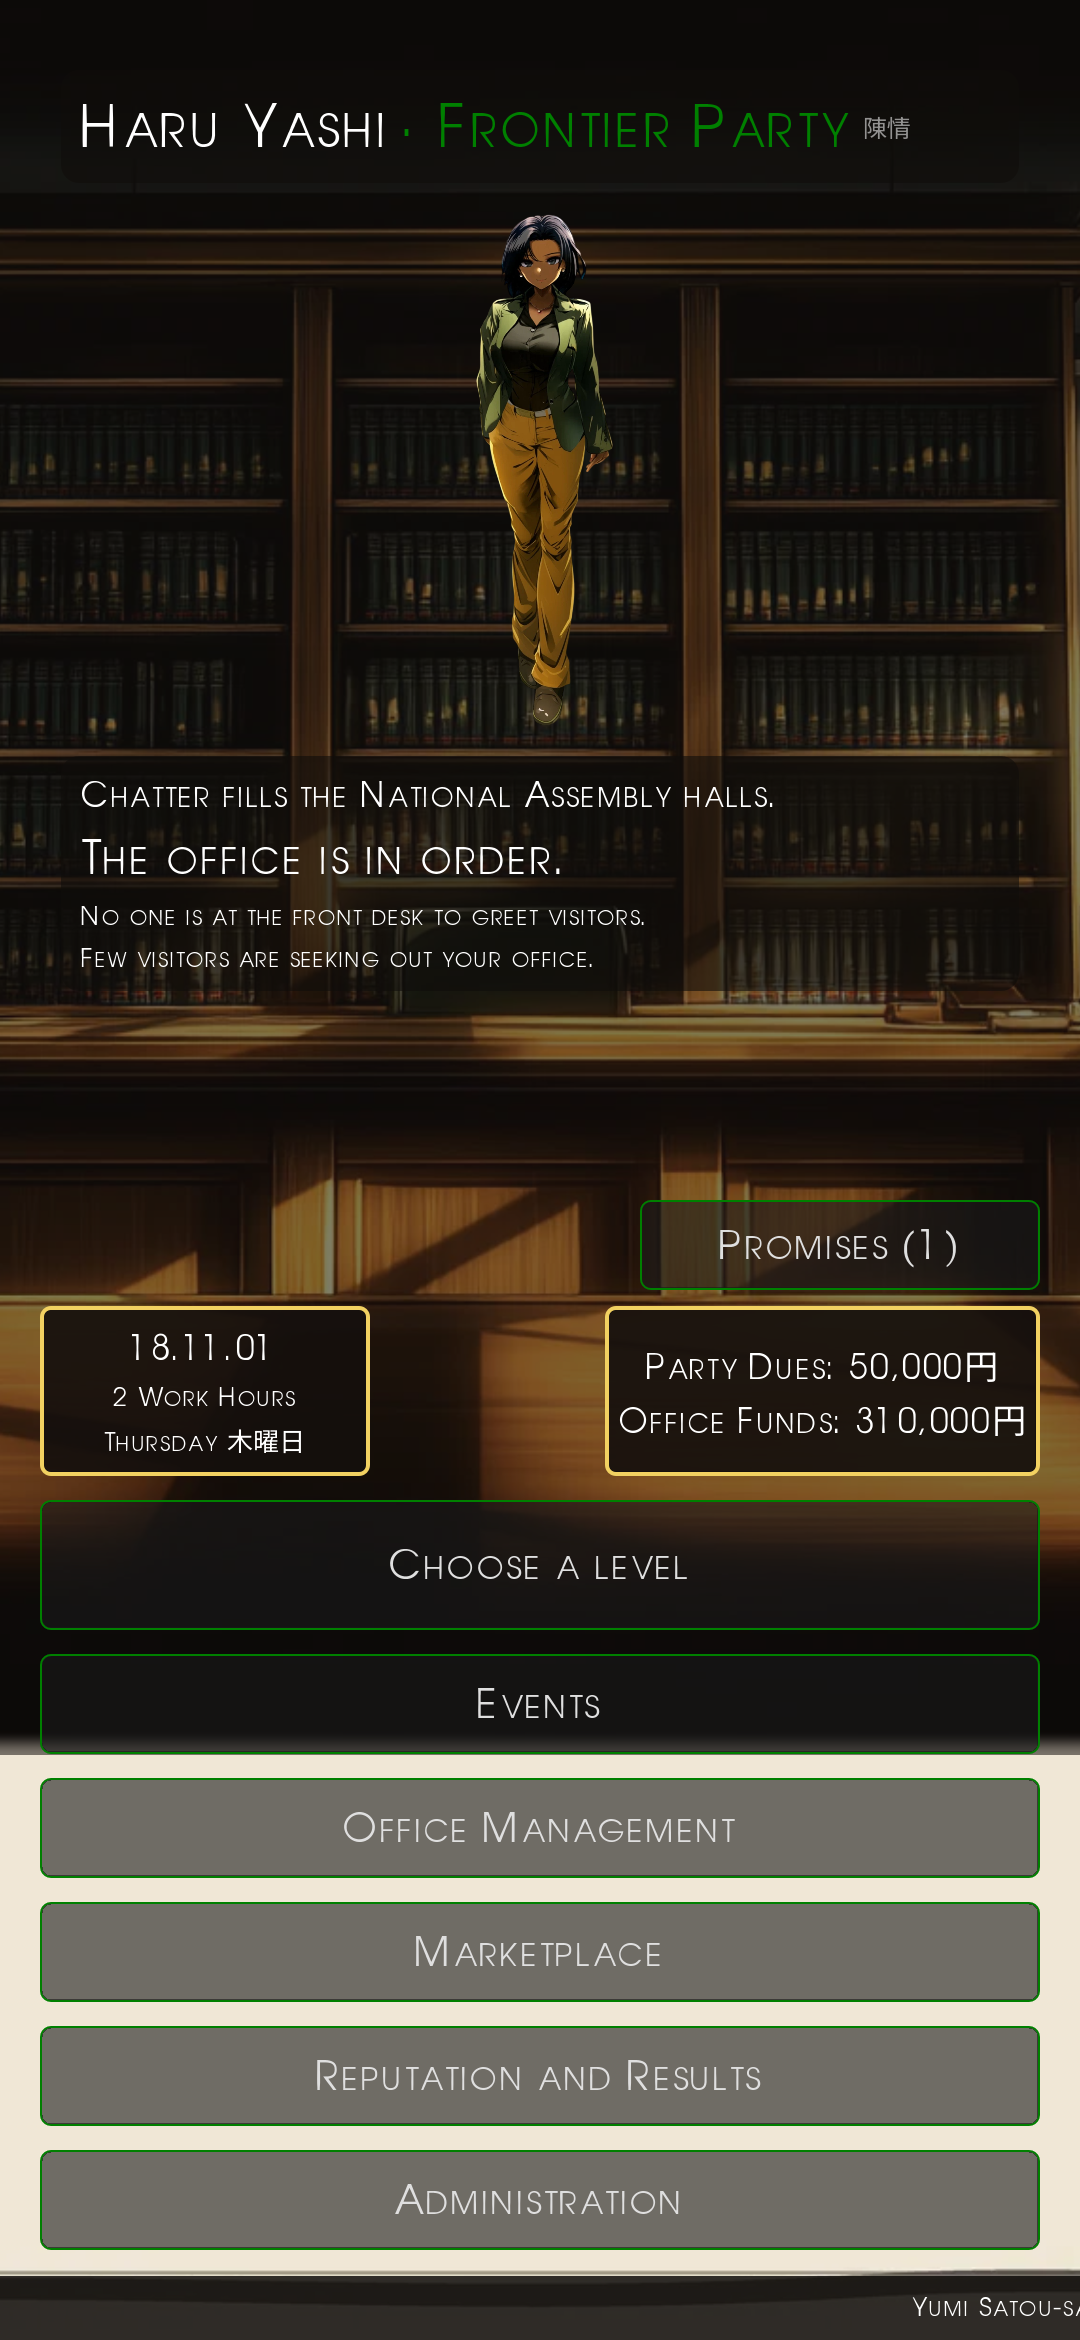 Haru Yashi · Frontier Party 陳情
Chatter fills the National Assembly halls.
The office is in order.
No one is at the front desk to greet visitors.
Few visitors are seeking out your office.
Promises (1)
18.11.01
2 Work Hours
Thursday 木曜日
Party Dues: 50,000円
Office Funds: 310,000円
Choose a level
Events
Office Management
Marketplace
Reputation and Results
Administration
Yumi Satou-sa